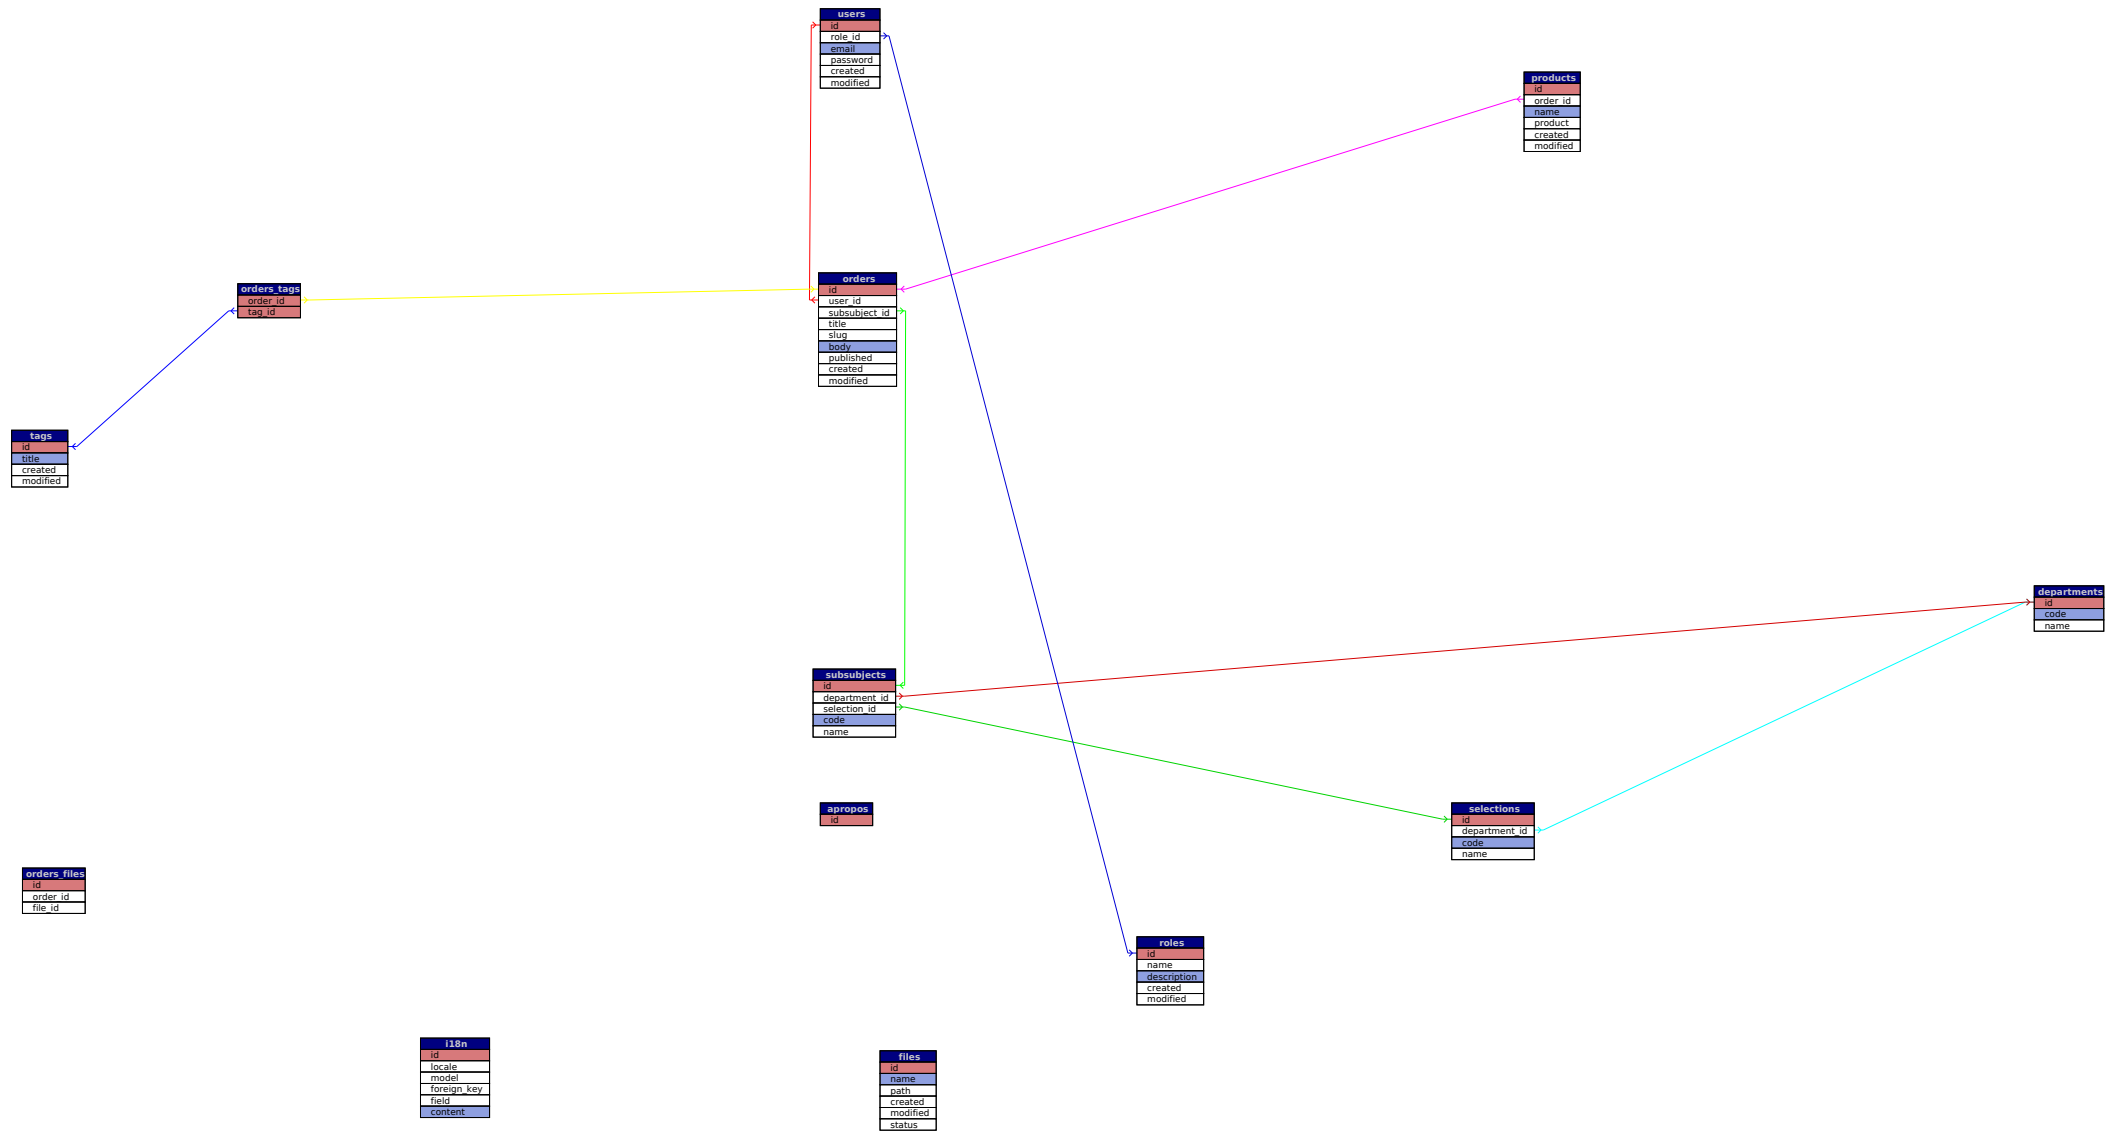 users
id
role_id
email
password
created
modified
products
id
order_id
name
product
created
modified
orders
id
user_id
subsubject_id
title
slug
body
published
created
modified
orders_tags
order_id
tag_id
tags
id
title
created
modified
departments
id
code
name
subsubjects
id
department_id
selection_id
code
name
apropos
id
selections
id
department_id
code
name
orders_files
id
order_id
file_id
roles
id
name
description
created
modified
i18n
id
locale
model
foreign_key
field
content
files
id
name
path
created
modified
status